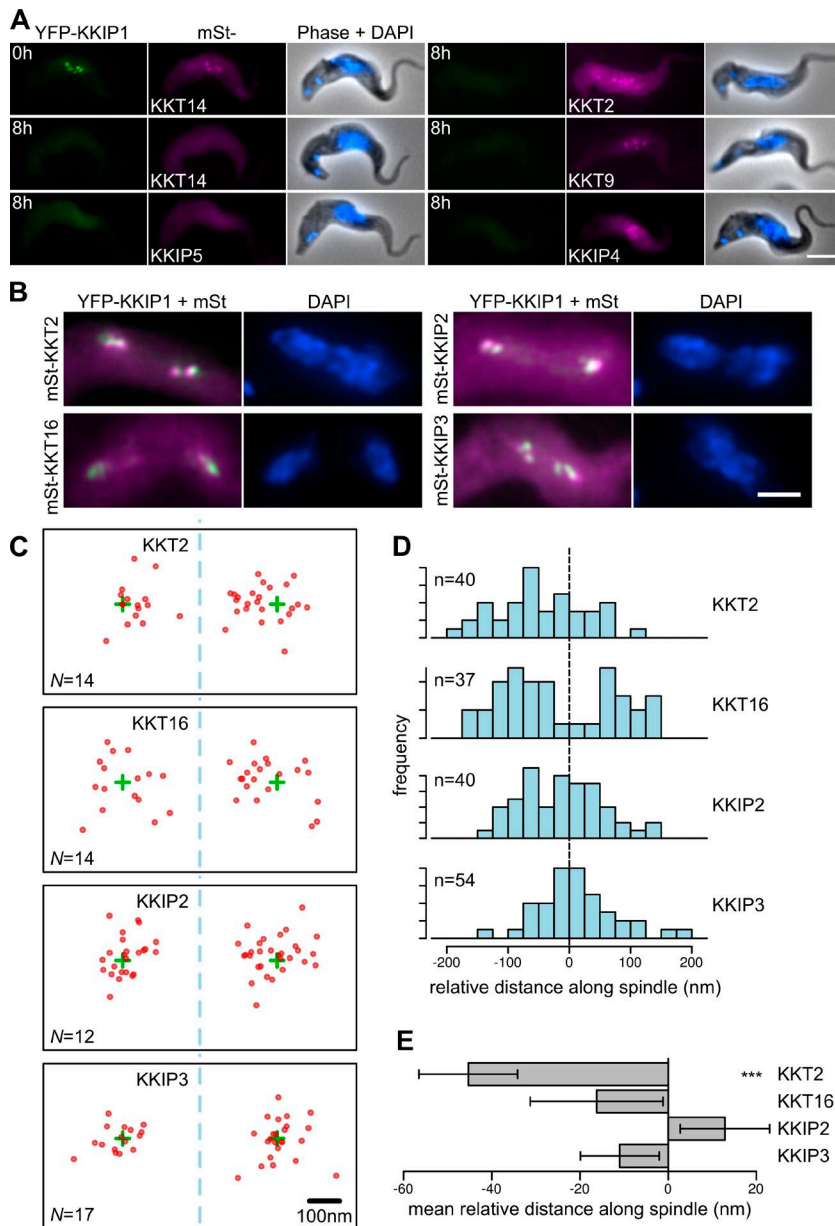 A
YFP-KKIP1 mSt- Phase + DAPI
0h KKT14 8h KKT2
8h KKT14 8h KKT9
8h KKIP5 8h KKIP4
B
YFP-KKIP1 + mSt DAPI YFP-KKIP1 + mSt DAPI
mSt-KKT2 mSt-KKIP2
mSt-KKT16 mSt-KKIP3
C
KKT2
N=14
KKT16
N=14
KKIP2
N=12
KKIP3
N=17
100nm
D
n=40 KKT2
n=37 KKT16
n=40 KKIP2
n=54 KKIP3
frequency
-200 -100 0 100 200
relative distance along spindle (nm)
E
*** KKT2
KKT16
KKIP2
KKIP3
-60 -40 -20 0 20
mean relative distance along spindle (nm)